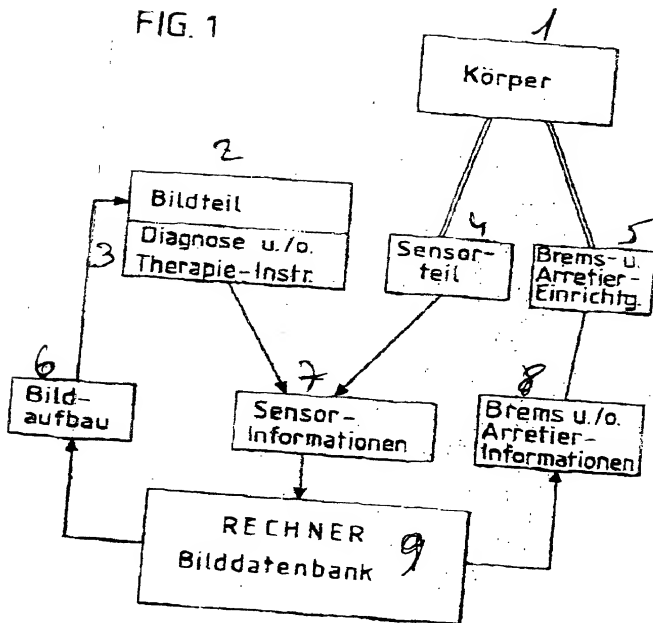 FIG. 1
1
Körper
2
Bildteil
3
Diagnose u./o.
Therapie-Instr.
4
Sensor-
teil
5
Brems- u.
Arretier-
Einrichtg.
6
Bild-
aufbau
7
Sensor-
Informationen
8
Brems u./o.
Arretier-
Informationen
RECHNER
Bilddatenbank 9